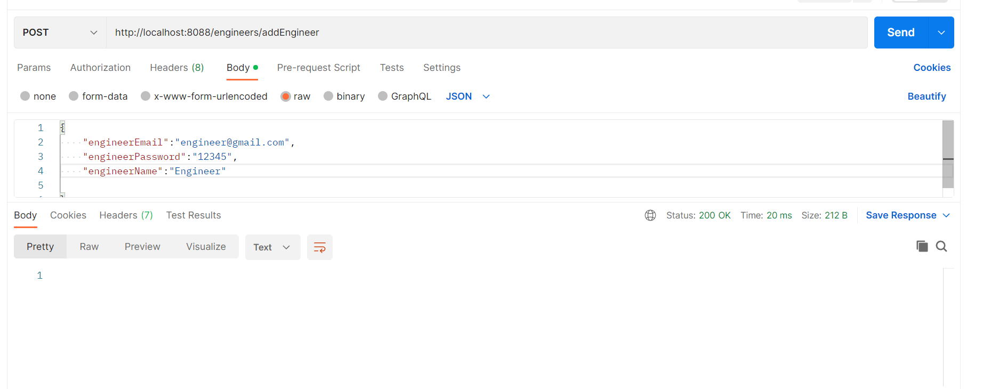 POST http://localhost:8088/engineers/addEngineer Send
Params Authorization Headers (8) Body Pre-request Script Tests Settings Cookies
none form-data x-www-form-urlencoded raw binary GraphQL JSON Beautify
1 {
2 "engineerEmail":"engineer@gmail.com",
3 "engineerPassword":"12345",
4 "engineerName":"Engineer"
5
Body Cookies Headers (7) Test Results Status: 200 OK Time: 20 ms Size: 212 B Save Response
Pretty Raw Preview Visualize Text
1